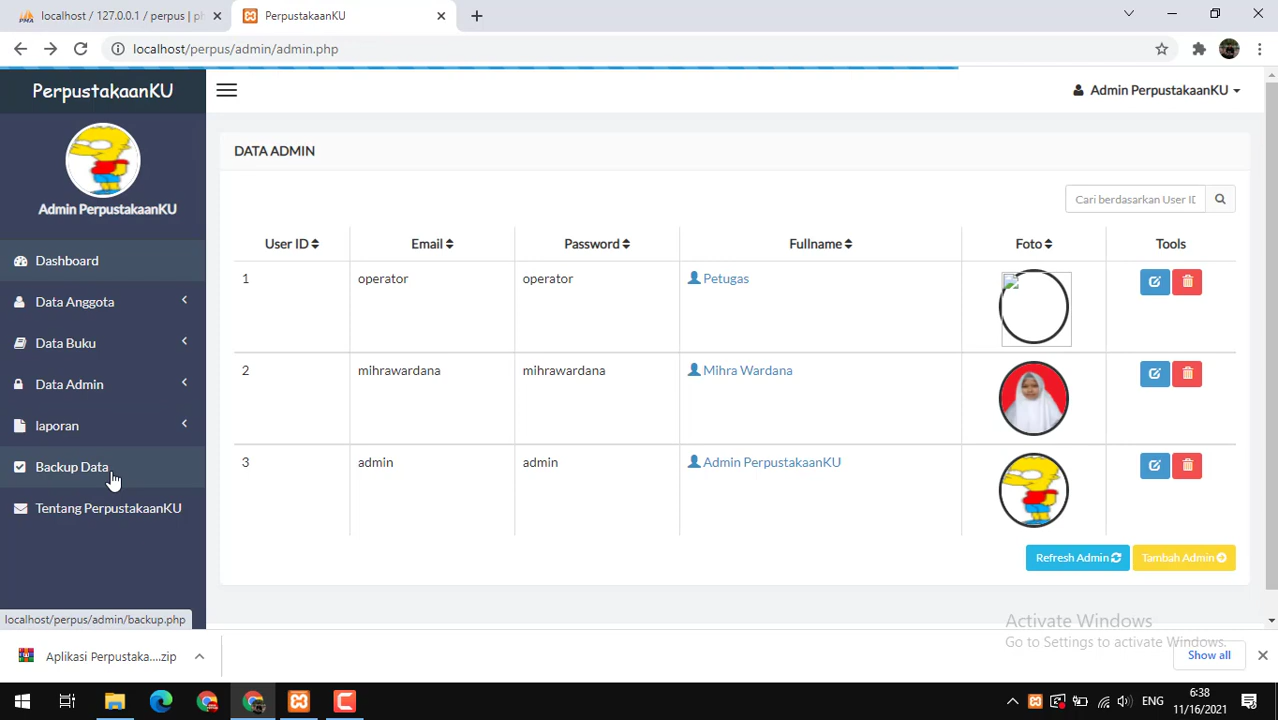 localhost / 127.0.0.1 / perpus | ph
PerpustakaanKU
localhost/perpus/admin/admin.php
PerpustakaanKU
Admin PerpustakaanKU
Admin PerpustakaanKU
Dashboard
Data Anggota
Data Buku
Data Admin
laporan
Backup Data
Tentang PerpustakaanKU
DATA ADMIN
Cari berdasarkan User ID
User ID Email Password Fullname Foto Tools
1 operator operator Petugas
2 mihrawardana mihrawardana Mihra Wardana
3 admin admin Admin PerpustakaanKU
Refresh Admin Tambah Admin
localhost/perpus/admin/backup.php
Activate Windows
Go to Settings to activate Windows.
Aplikasi Perpustaka....zip
Show all
ENG
6:38
11/16/2021